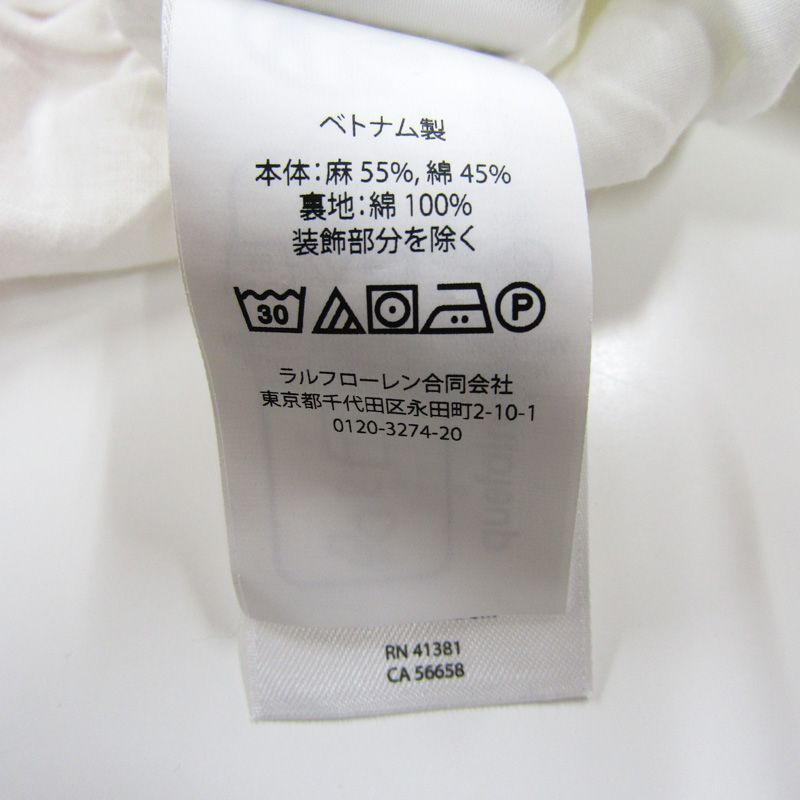 ベトナム製
本体：麻 55%, 綿 45%
裏地：綿 100%
装飾部分を除く
30 P
ラルフローレン合同会社
東京都千代田区永田町2-10-1
0120-3274-20
RN 41381
CA 56658